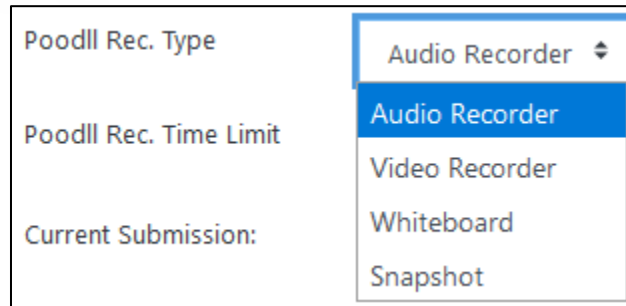 Poodll Rec. Type
Audio Recorder
Audio Recorder
Poodll Rec. Time Limit
Video Recorder
Whiteboard
Current Submission:
Snapshot